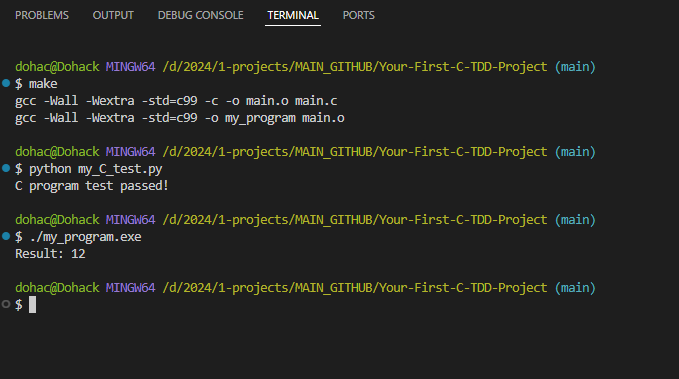 PROBLEMS OUTPUT DEBUG CONSOLE TERMINAL PORTS
dohac@Dohack MINGW64 /d/2024/1-projects/MAIN_GITHUB/Your-First-C-TDD-Project (main)
$ make
gcc -Wall -Wextra -std=c99 -c -o main.o main.c
gcc -Wall -Wextra -std=c99 -o my_program main.o
dohac@Dohack MINGW64 /d/2024/1-projects/MAIN_GITHUB/Your-First-C-TDD-Project (main)
$ python my_C_test.py
C program test passed!
dohac@Dohack MINGW64 /d/2024/1-projects/MAIN_GITHUB/Your-First-C-TDD-Project (main)
$ ./my_program.exe
Result: 12
dohac@Dohack MINGW64 /d/2024/1-projects/MAIN_GITHUB/Your-First-C-TDD-Project (main)
$